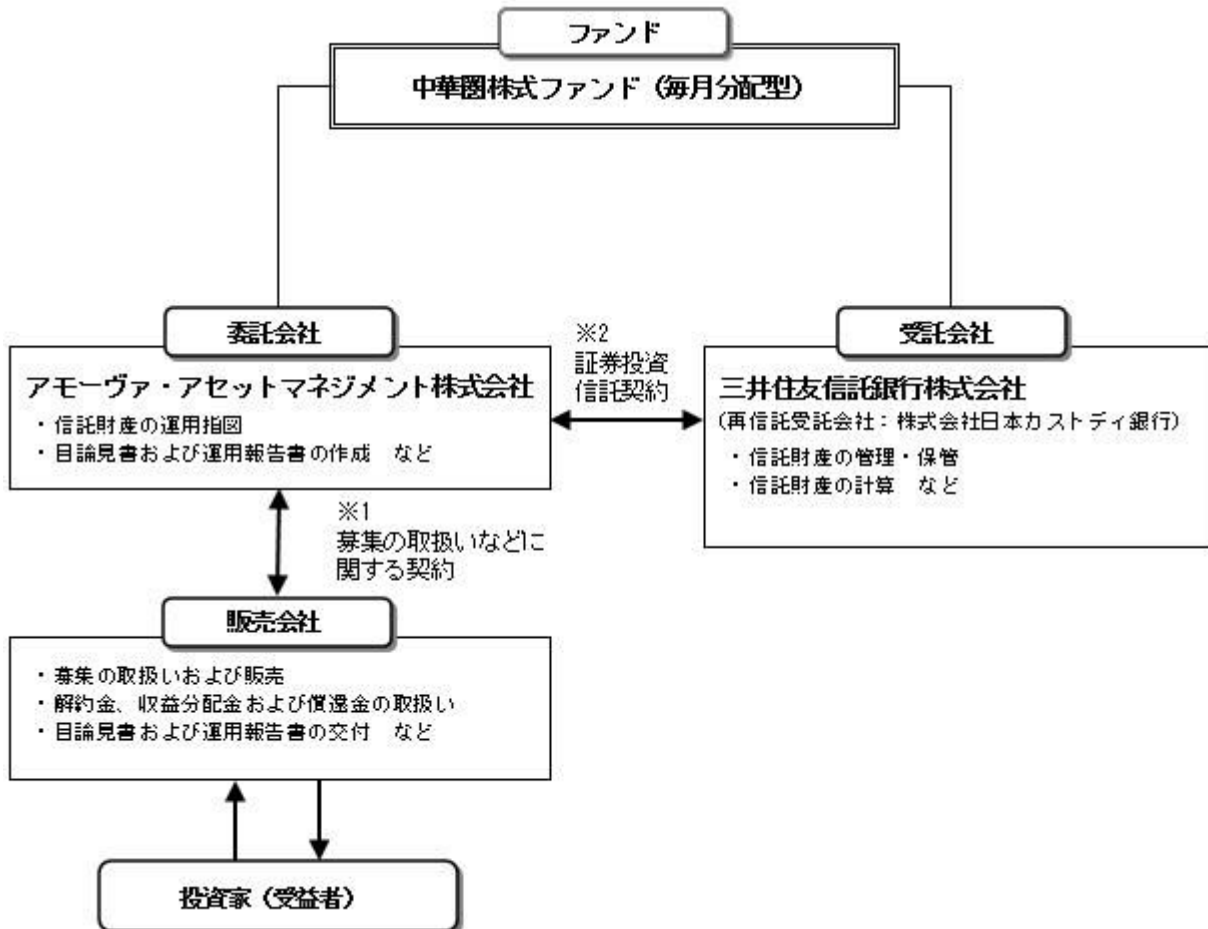 ファンド
中華圏株式ファンド（毎月分配型）
委託会社
アモーヴァ・アセットマネジメント株式会社
・信託財産の運用指図
・目論見書および運用報告書の作成　など
※2
証券投資
信託契約
受託会社
三井住友信託銀行株式会社
（再信託受託会社：株式会社日本カストディ銀行）
・信託財産の管理・保管
・信託財産の計算　など
※1
募集の取扱いなどに
関する契約
販売会社
・募集の取扱いおよび販売
・解約金、収益分配金および償還金の取扱い
・目論見書および運用報告書の交付　など
投資家（受益者）